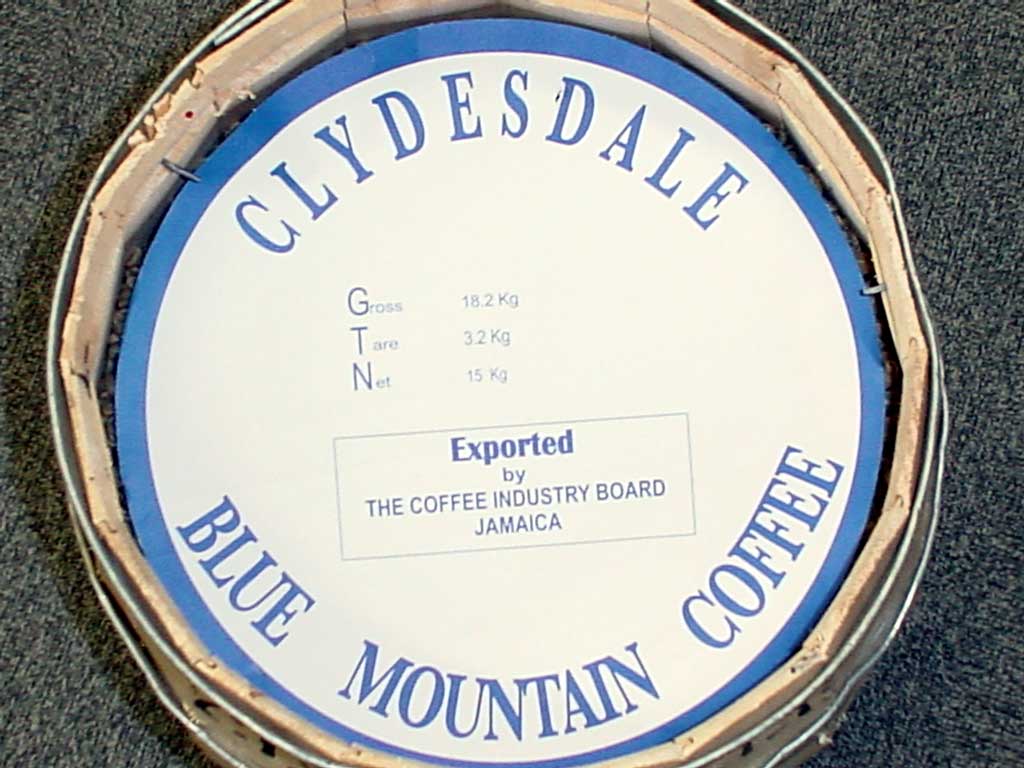 CLYDESDALE
Gross 18.2 Kg
Tare 3.2 Kg
Net 15 Kg
Exported
by
THE COFFEE INDUSTRY BOARD
JAMAICA
BLUE MOUNTAIN COFFEE